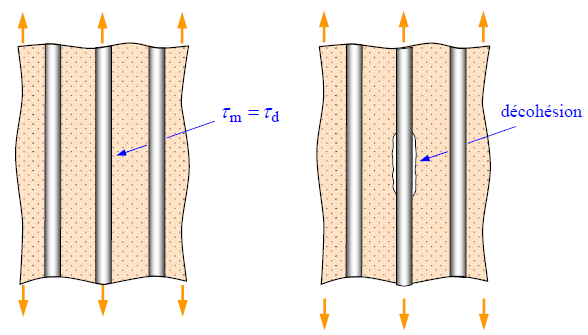 τm = τd
décohésion